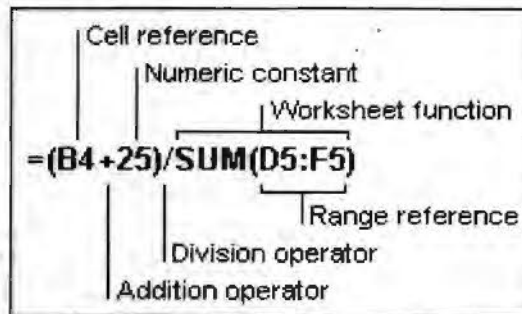 Cell reference
Numeric constant
Worksheet function
=(B4+25)/SUM(D5:F5)
Range reference
Division operator
Addition operator